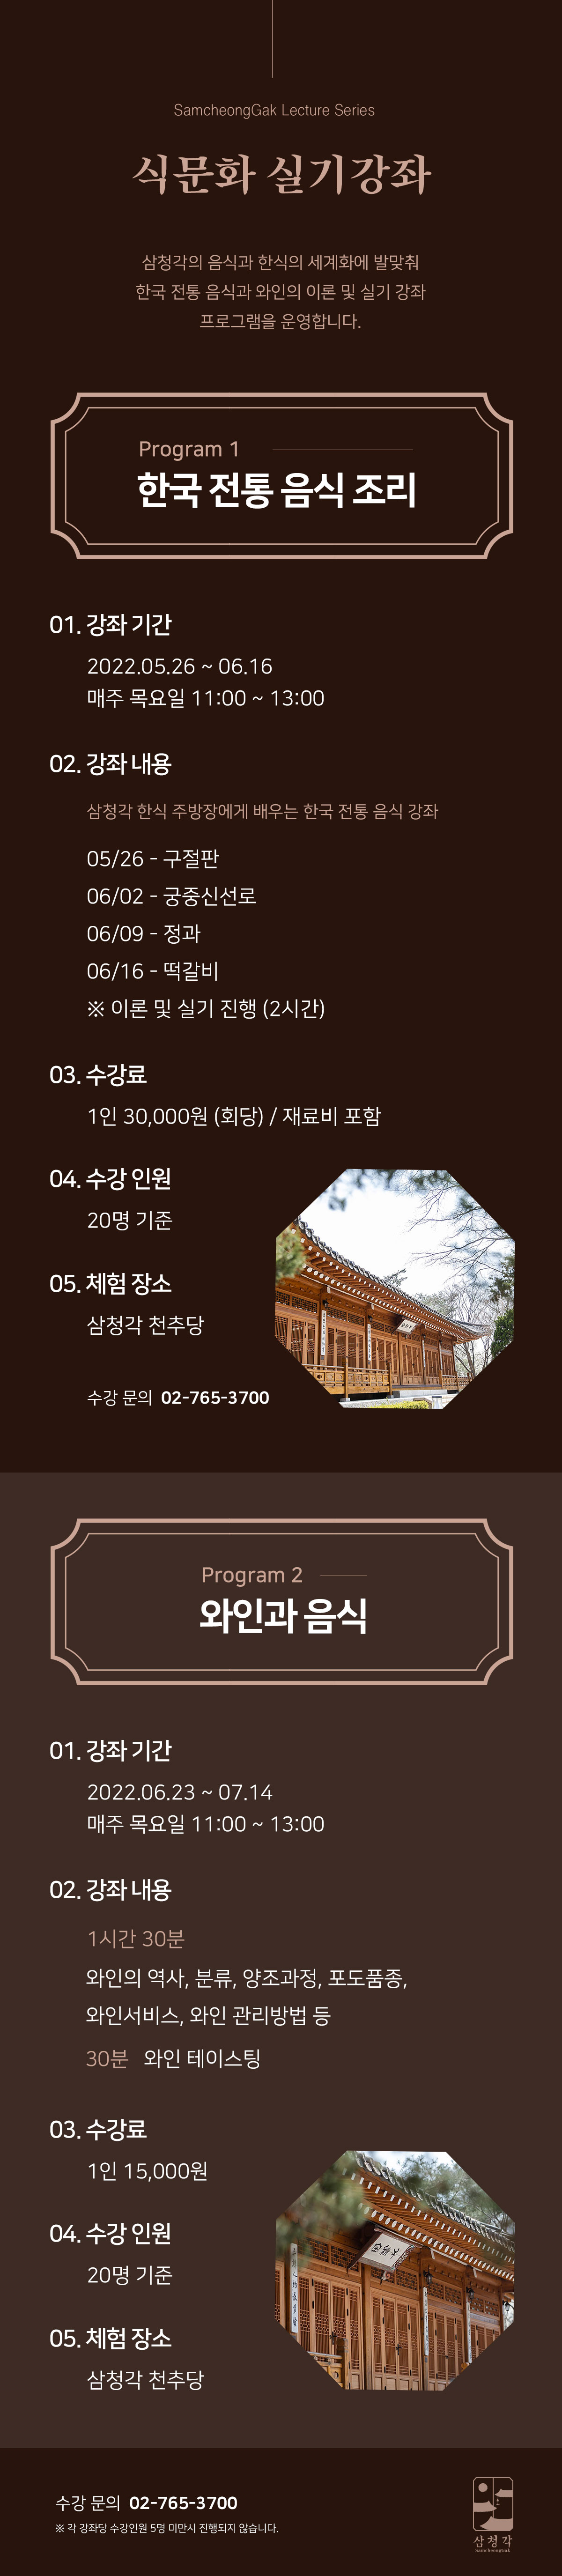 SamcheongGak Lecture Series
식문화 실기강좌
삼청각의 음식과 한식의 세계화에 발맞춰
한국 전통 음식과 와인의 이론 및 실기 강좌
프로그램을 운영합니다.
Program 1
한국 전통 음식 조리
01. 강좌 기간
2022.05.26 ~ 06.16
매주 목요일 11:00 ~ 13:00
02. 강좌 내용
삼청각 한식 주방장에게 배우는 한국 전통 음식 강좌
05/26 - 구절판
06/02 - 궁중신선로
06/09 - 정과
06/16 - 떡갈비
※ 이론 및 실기 진행 (2시간)
03. 수강료
1인 30,000원 (회당) / 재료비 포함
04. 수강 인원
20명 기준
05. 체험 장소
삼청각 천추당
수강 문의 02-765-3700
Program 2
와인과 음식
01. 강좌 기간
2022.06.23 ~ 07.14
매주 목요일 11:00 ~ 13:00
02. 강좌 내용
1시간 30분
와인의 역사, 분류, 양조과정, 포도품종,
와인서비스, 와인 관리방법 등
30분 와인 테이스팅
03. 수강료
1인 15,000원
04. 수강 인원
20명 기준
05. 체험 장소
삼청각 천추당
수강 문의 02-765-3700
※ 각 강좌당 수강인원 5명 미만시 진행되지 않습니다.
삼청각
SamcheongGak